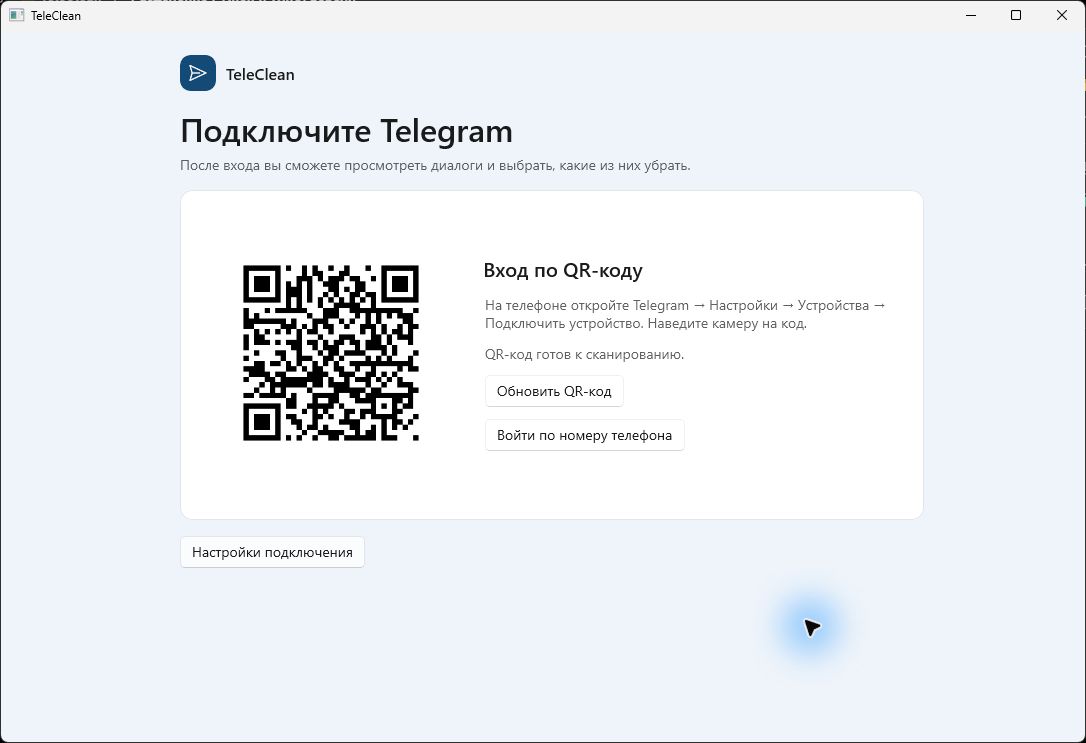 TeleClean
TeleClean
Подключите Telegram
После входа вы сможете просмотреть диалоги и выбрать, какие из них убрать.
Вход по QR-коду
На телефоне откройте Telegram → Настройки → Устройства →
Подключить устройство. Наведите камеру на код.
QR-код готов к сканированию.
Обновить QR-код
Войти по номеру телефона
Настройки подключения